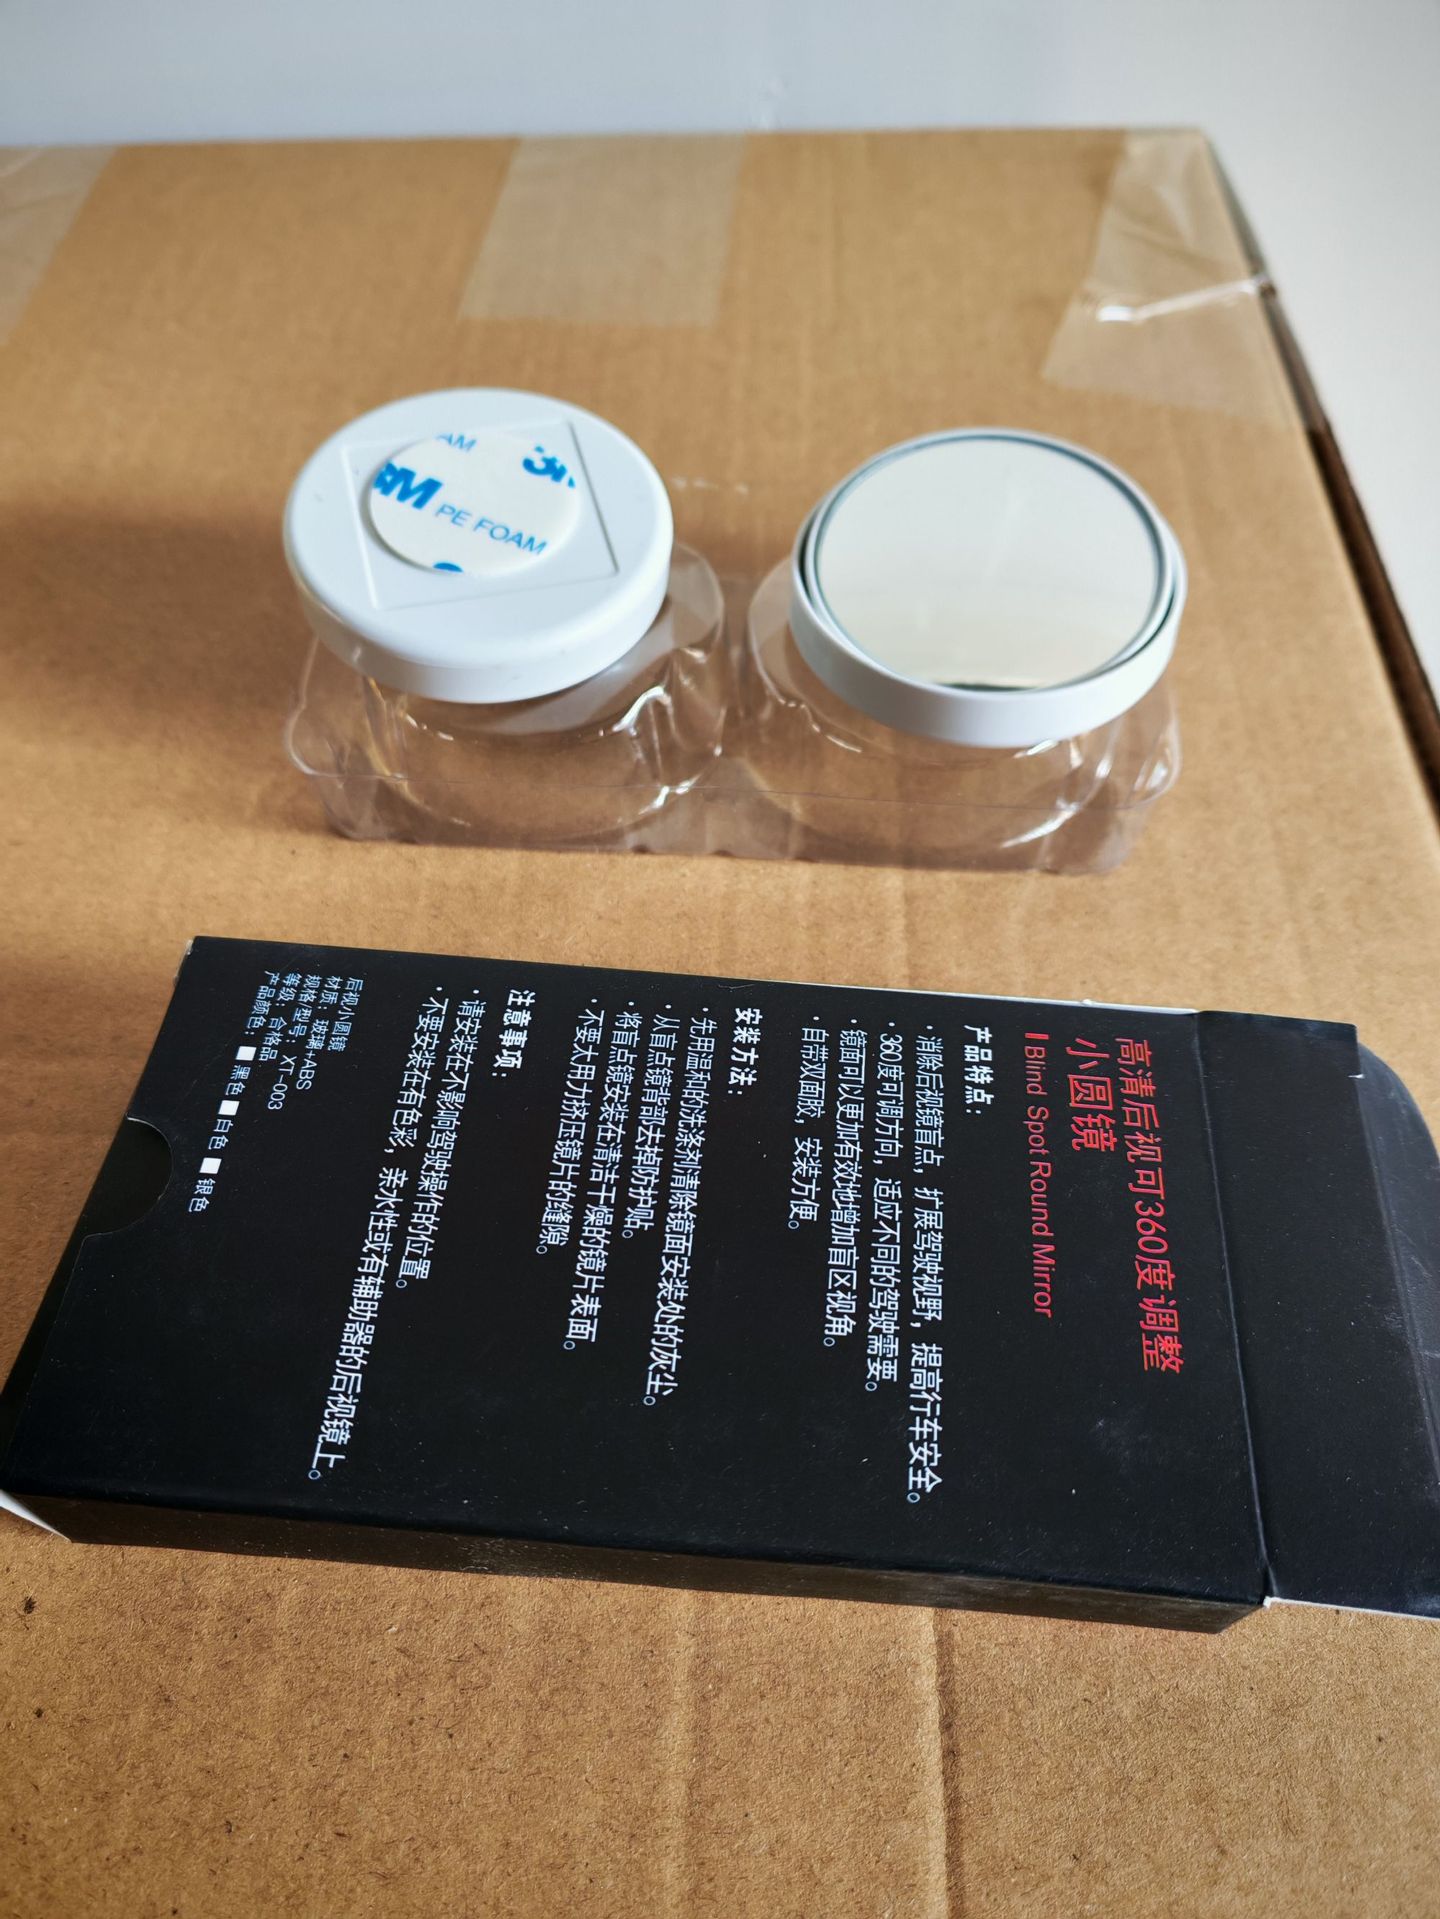 AM
3M
3M PE FOAM
高清后视可360度调整
小圆镜
Blind Spot Round Mirror
产品特点：
·消除后视镜盲点，扩展驾驶视野，提高行车安全。
·360度可调方向，适应不同的驾驶需要。
·镜面可以更加有效地增加盲区视角。
·自带双面胶，安装方便。
安装方法：
·先用温和的洗涤剂清除镜面安装处的灰尘。
·从盲点镜背部去掉防护贴。
·将盲点镜安装在清洁干燥的镜片表面。
·不要太用力挤压镜片的缝隙。
注意事项：
·请安装在不影响驾驶操作的位置。
·不要安装在有色彩，亲水性或有辅助器的后视镜上。
后视小圆镜
材质：玻璃+ABS
规格/型号：XT-003
等级：合格品
产品颜色：■黑色■白色■银色